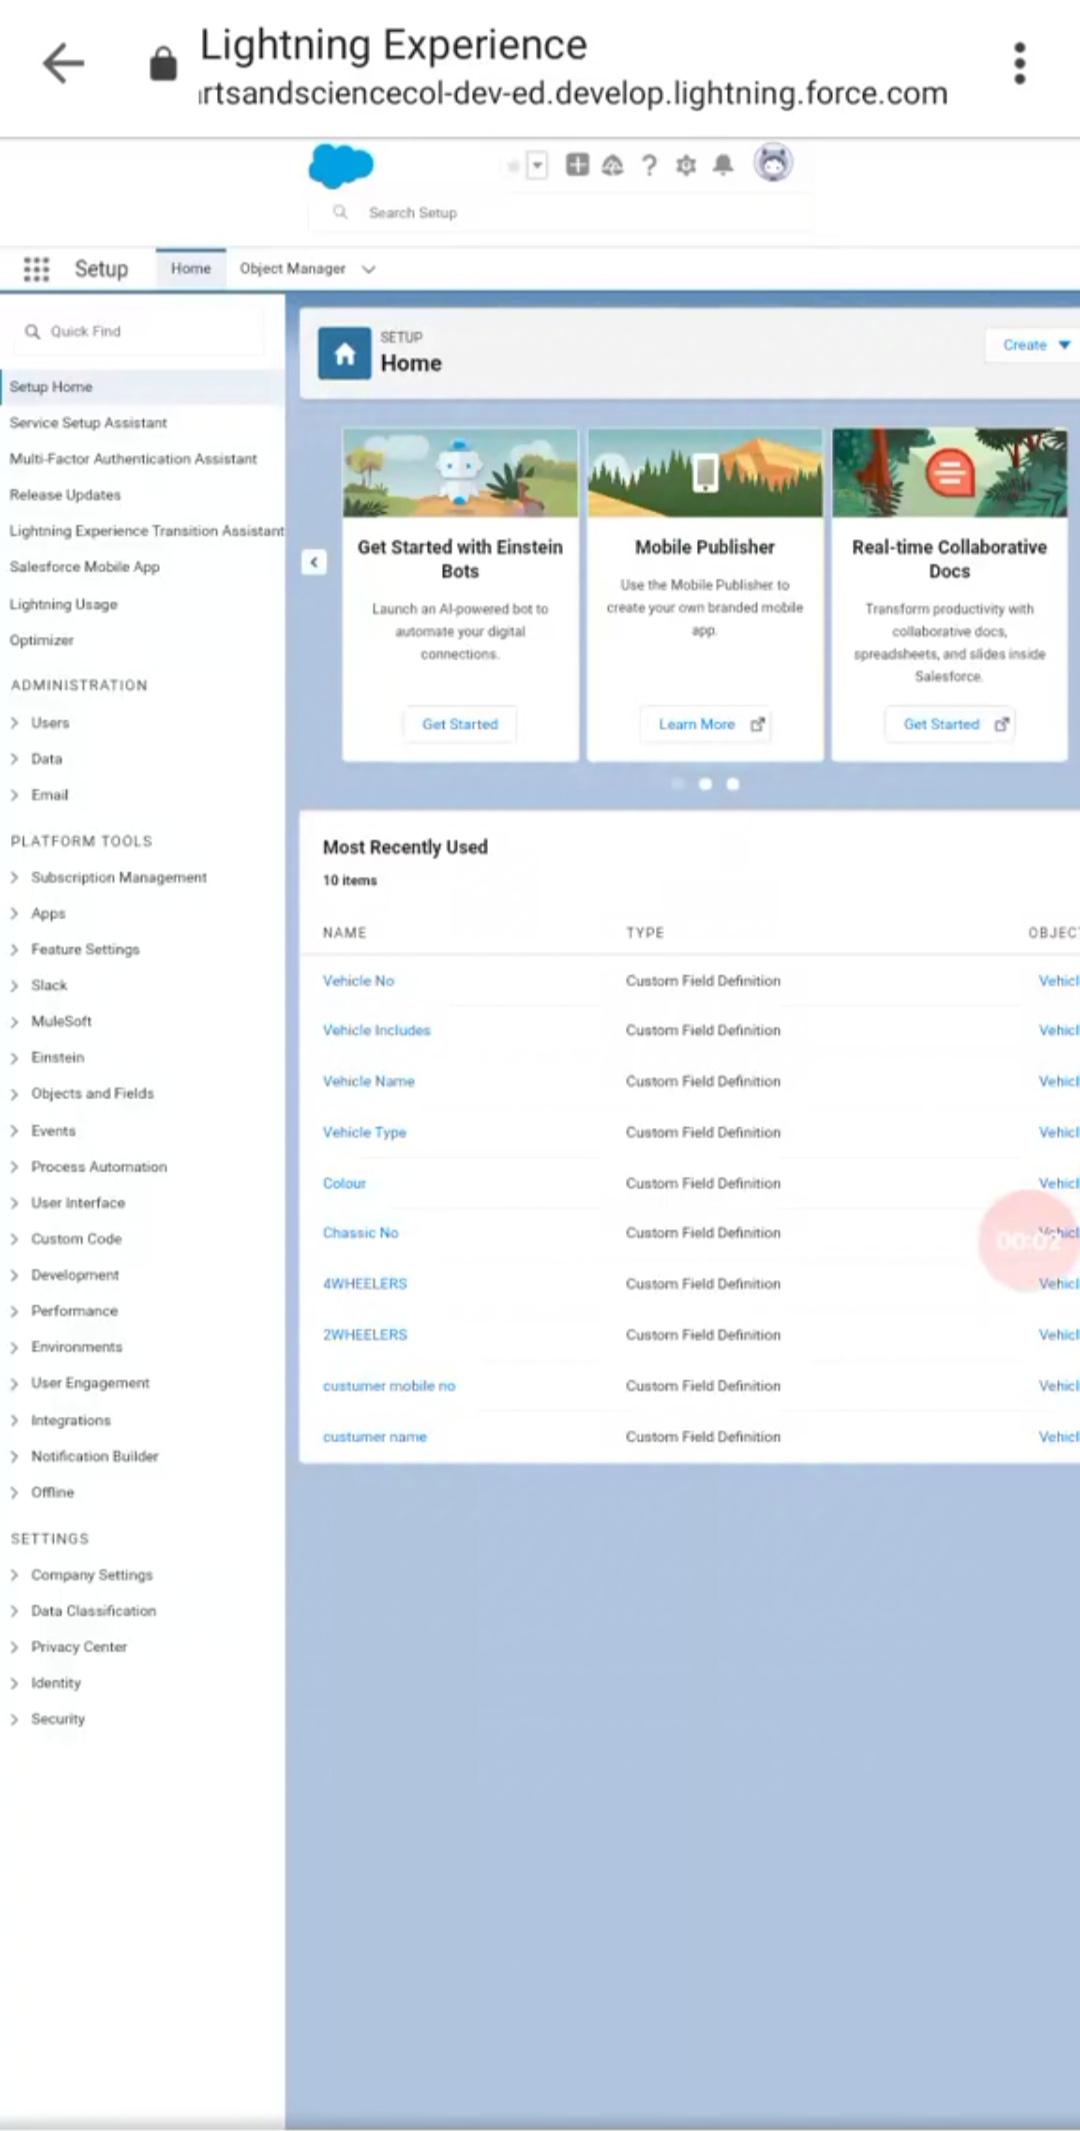 Lightning Experience
rtsandsciencecol-dev-ed.develop.lightning.force.com
Search Setup
Setup
Home
Object Manager
Quick Find
Setup Home
Service Setup Assistant
Multi-Factor Authentication Assistant
Release Updates
Lightning Experience Transition Assistant
Salesforce Mobile App
Lightning Usage
Optimizer
ADMINISTRATION
Users
Data
Email
PLATFORM TOOLS
Subscription Management
Apps
Feature Settings
Slack
MuleSoft
Einstein
Objects and Fields
Events
Process Automation
User Interface
Custom Code
Development
Performance
Environments
User Engagement
Integrations
Notification Builder
Offline
SETTINGS
Company Settings
Data Classification
Privacy Center
Identity
Security
SETUP
Home
Create
Get Started with Einstein
Bots
Launch an AI-powered bot to
automate your digital
connections.
Get Started
Mobile Publisher
Use the Mobile Publisher to
create your own branded mobile
app.
Learn More
Real-time Collaborative
Docs
Transform productivity with
collaborative docs,
spreadsheets, and slides inside
Salesforce.
Get Started
Most Recently Used
10 items
NAME TYPE OBJEC
Vehicle No Custom Field Definition Vehicl
Vehicle Includes Custom Field Definition Vehicl
Vehicle Name Custom Field Definition Vehicl
Vehicle Type Custom Field Definition Vehicl
Colour Custom Field Definition Vehicl
Chassic No Custom Field Definition Vehicl
00:02
4WHEELERS Custom Field Definition Vehicl
2WHEELERS Custom Field Definition Vehicl
custumer mobile no Custom Field Definition Vehicl
custumer name Custom Field Definition Vehicl